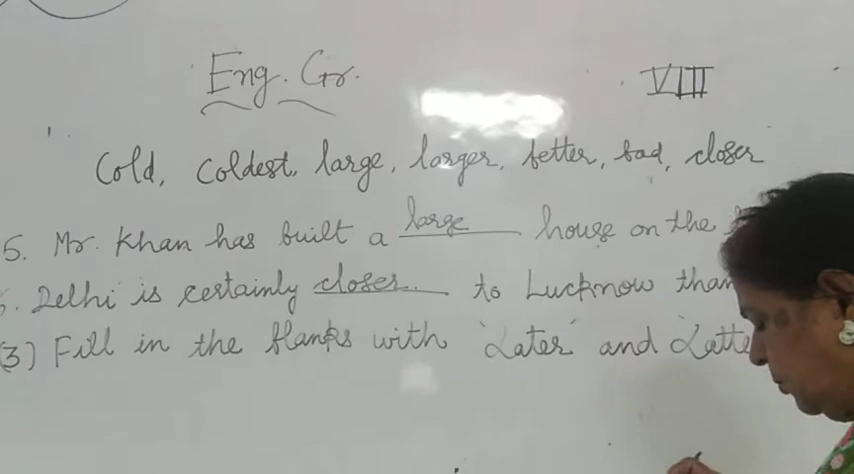 Eng. Gr. VIII
Cold, Coldest, large, larger, better, bad, closer
5. Mr. Khan has built a large house on the
6. Delhi is certainly closer to Lucknow than
(3) Fill in the blanks with 'Later' and